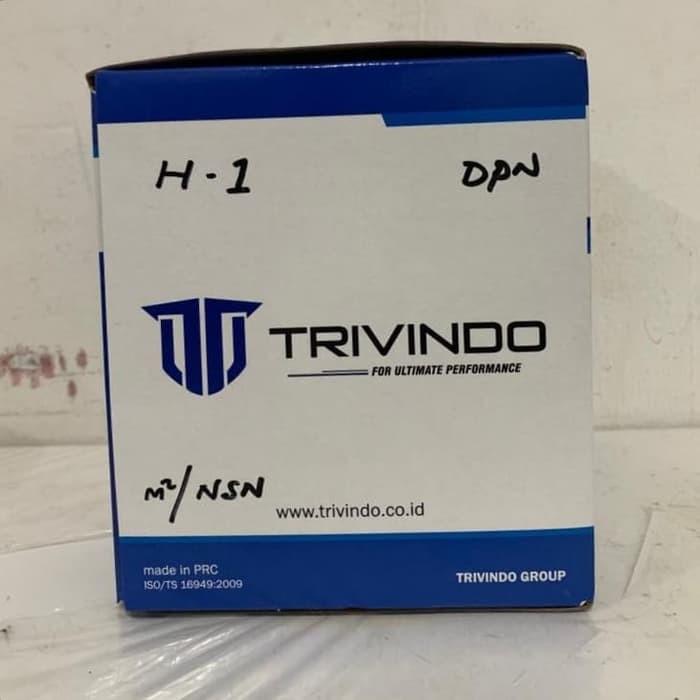 H-1 DPN
TRIVINDO
FOR ULTIMATE PERFORMANCE
M²/NSN
www.trivindo.co.id
made in PRC
ISO/TS 16949:2009
TRIVINDO GROUP